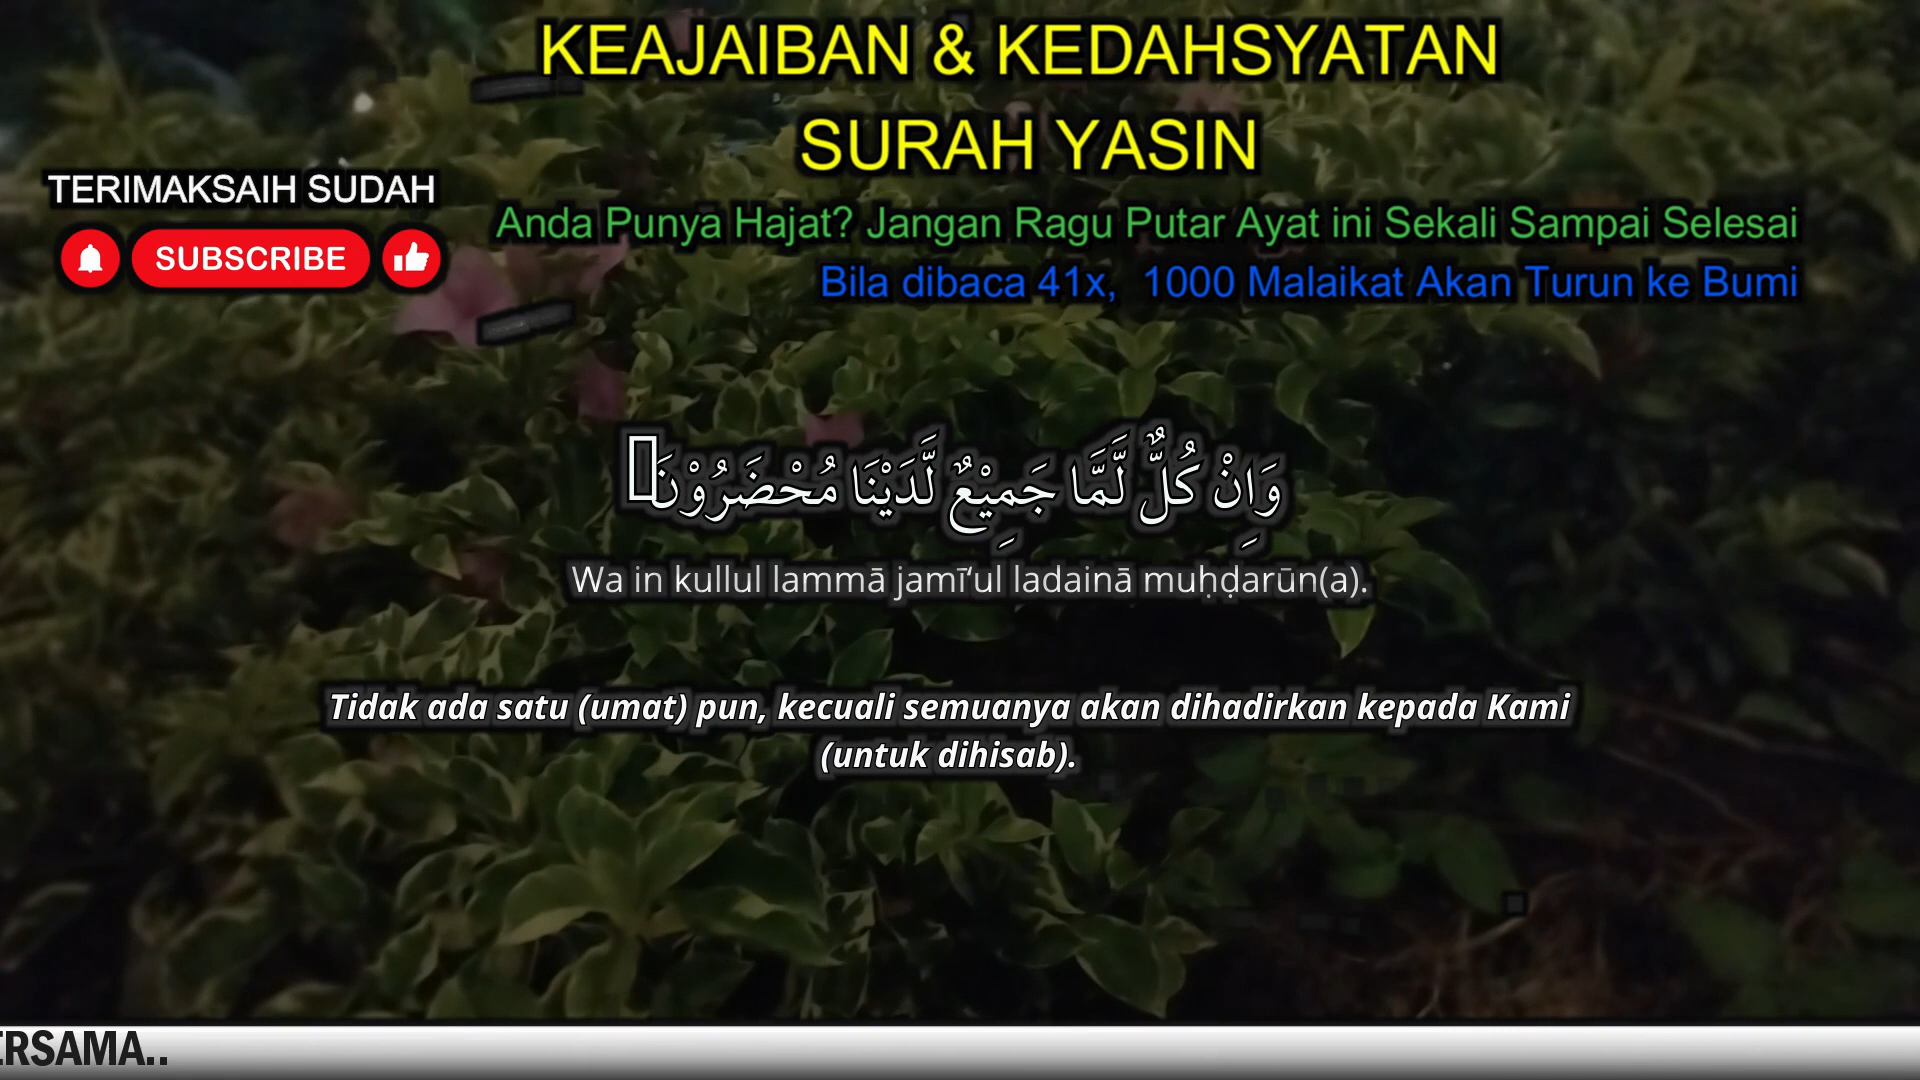 KEAJAIBAN & KEDAHSYATAN
SURAH YASIN
TERIMAKSAIH SUDAH
SUBSCRIBE
Anda Punya Hajat? Jangan Ragu Putar Ayat ini Sekali Sampai Selesai
Bila dibaca 41x, 1000 Malaikat Akan Turun ke Bumi
وَاِنْ كُلٌّ لَّمَّا جَمِيْعٌ لَّدَيْنَا مُحْضَرُوْنَ
Wa in kullul lammā jamī‘ul ladainā muḥḍarūn(a).
Tidak ada satu (umat) pun, kecuali semuanya akan dihadirkan kepada Kami
(untuk dihisab).
ERSAMA..